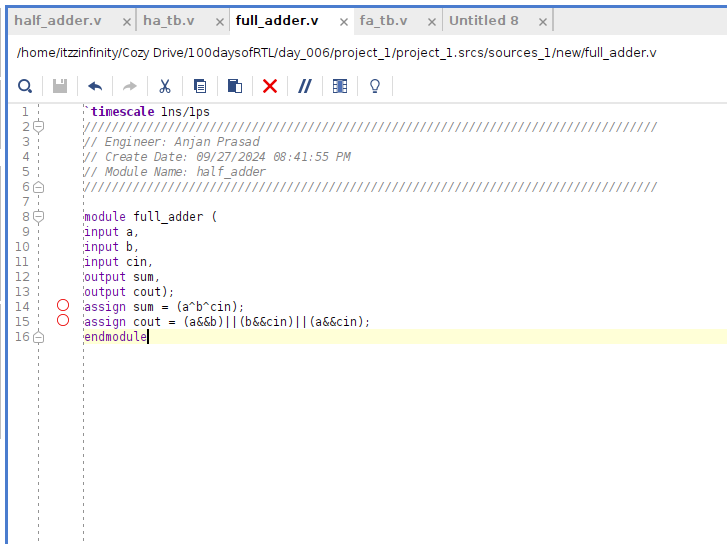 half_adder.v × ha_tb.v × full_adder.v × fa_tb.v × Untitled 8 ×
/home/itzzinfinity/Cozy Drive/100daysofRTL/day_006/project_1/project_1.srcs/sources_1/new/full_adder.v
1 `timescale 1ns/1ps
2 //////////////////////////////////////////////////////////////////////////////////
3 // Engineer: Anjan Prasad
4 // Create Date: 09/27/2024 08:41:55 PM
5 // Module Name: half_adder
6 //////////////////////////////////////////////////////////////////////////////////
7
8 module full_adder (
9 input a,
10 input b,
11 input cin,
12 output sum,
13 output cout);
14 assign sum = (a^b^cin);
15 assign cout = (a&&b)||(b&&cin)||(a&&cin);
16 endmodule